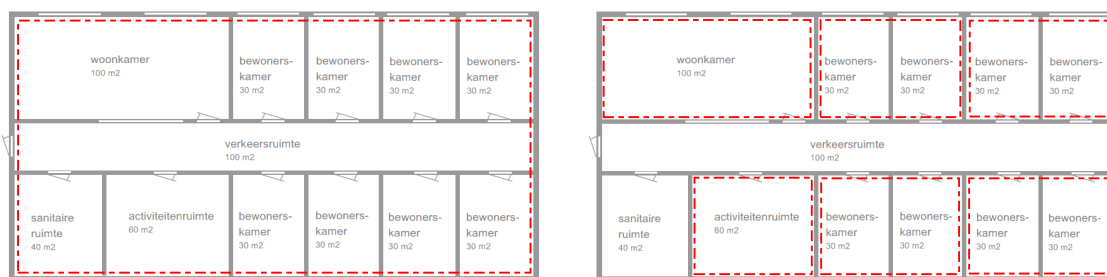 woonkamer
100 m2
bewoners-
kamer
30 m2
bewoners-
kamer
30 m2
bewoners-
kamer
30 m2
bewoners-
kamer
30 m2
verkeersruimte
100 m2
sanitaire
ruimte
40 m2
activiteitenruimte
60 m2
bewoners-
kamer
30 m2
bewoners-
kamer
30 m2
bewoners-
kamer
30 m2
bewoners-
kamer
30 m2
woonkamer
100 m2
bewoners-
kamer
30 m2
bewoners-
kamer
30 m2
bewoners-
kamer
30 m2
bewoners-
kamer
30 m2
verkeersruimte
100 m2
sanitaire
ruimte
40 m2
activiteitenruimte
60 m2
bewoners-
kamer
30 m2
bewoners-
kamer
30 m2
bewoners-
kamer
30 m2
bewoners-
kamer
30 m2